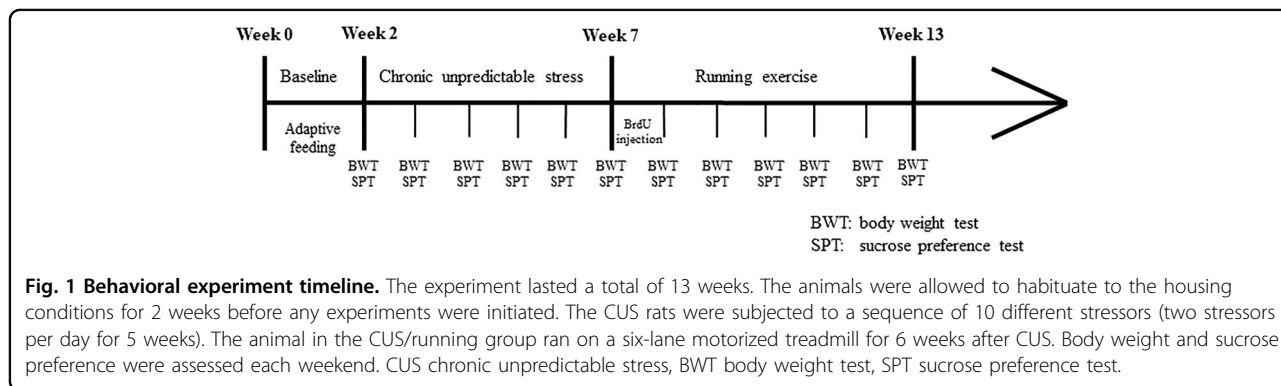 Week 0 Week 2 Week 7 Week 13
Baseline Chronic unpredictable stress Running exercise
Adaptive feeding
BrdU injection
BWT BWT BWT BWT BWT BWT BWT BWT BWT BWT BWT BWT
SPT SPT SPT SPT SPT SPT SPT SPT SPT SPT SPT SPT
BWT: body weight test
SPT: sucrose preference test
Fig. 1 Behavioral experiment timeline. The experiment lasted a total of 13 weeks. The animals were allowed to habituate to the housing
conditions for 2 weeks before any experiments were initiated. The CUS rats were subjected to a sequence of 10 different stressors (two stressors
per day for 5 weeks). The animal in the CUS/running group ran on a six-lane motorized treadmill for 6 weeks after CUS. Body weight and sucrose
preference were assessed each weekend. CUS chronic unpredictable stress, BWT body weight test, SPT sucrose preference test.